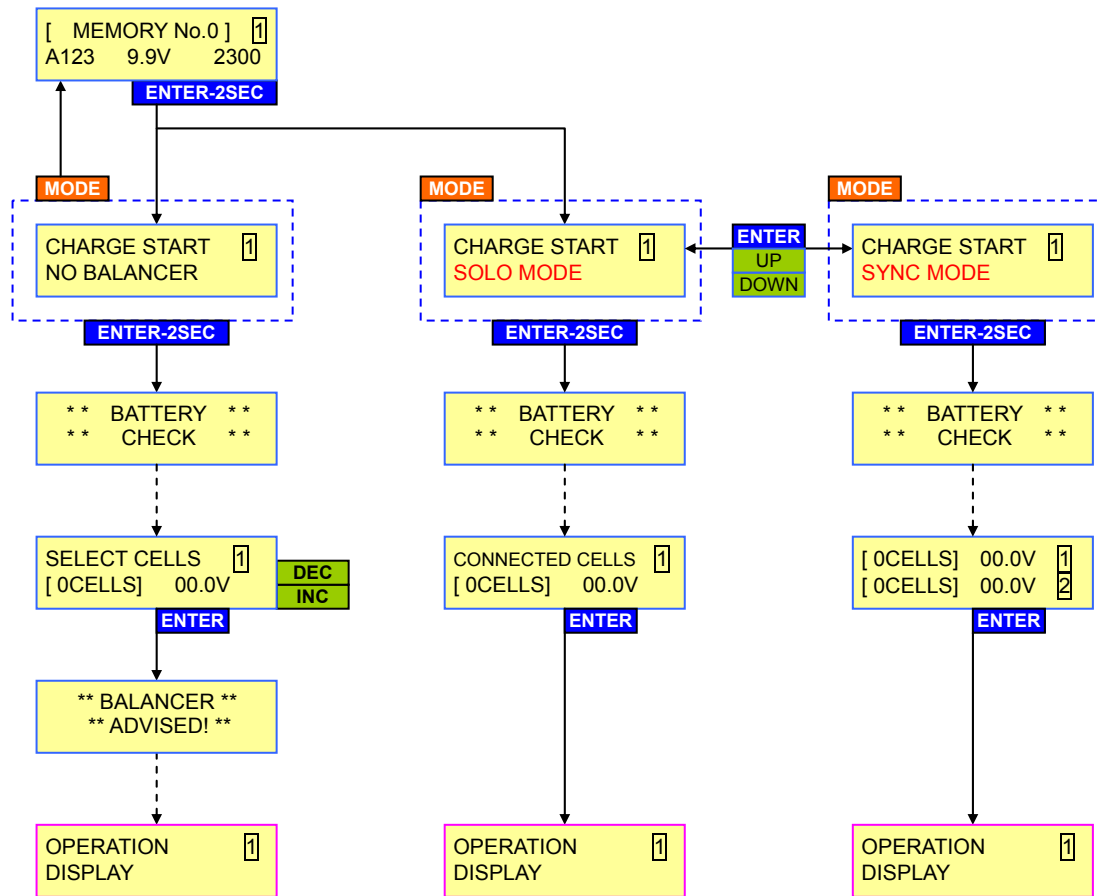 [ MEMORY No.0 ] 1
A123 9.9V 2300
ENTER-2SEC
MODE
MODE
MODE
CHARGE START 1
NO BALANCER
CHARGE START 1
SOLO MODE
ENTER
UP
DOWN
CHARGE START 1
SYNC MODE
ENTER-2SEC
ENTER-2SEC
ENTER-2SEC
* * BATTERY * *
* * CHECK * *
* * BATTERY * *
* * CHECK * *
* * BATTERY * *
* * CHECK * *
SELECT CELLS 1
[ 0CELLS] 00.0V
DEC
INC
ENTER
CONNECTED CELLS 1
[ 0CELLS] 00.0V
ENTER
[ 0CELLS] 00.0V 1
[ 0CELLS] 00.0V 2
ENTER
** BALANCER **
** ADVISED! **
OPERATION 1
DISPLAY
OPERATION 1
DISPLAY
OPERATION 1
DISPLAY